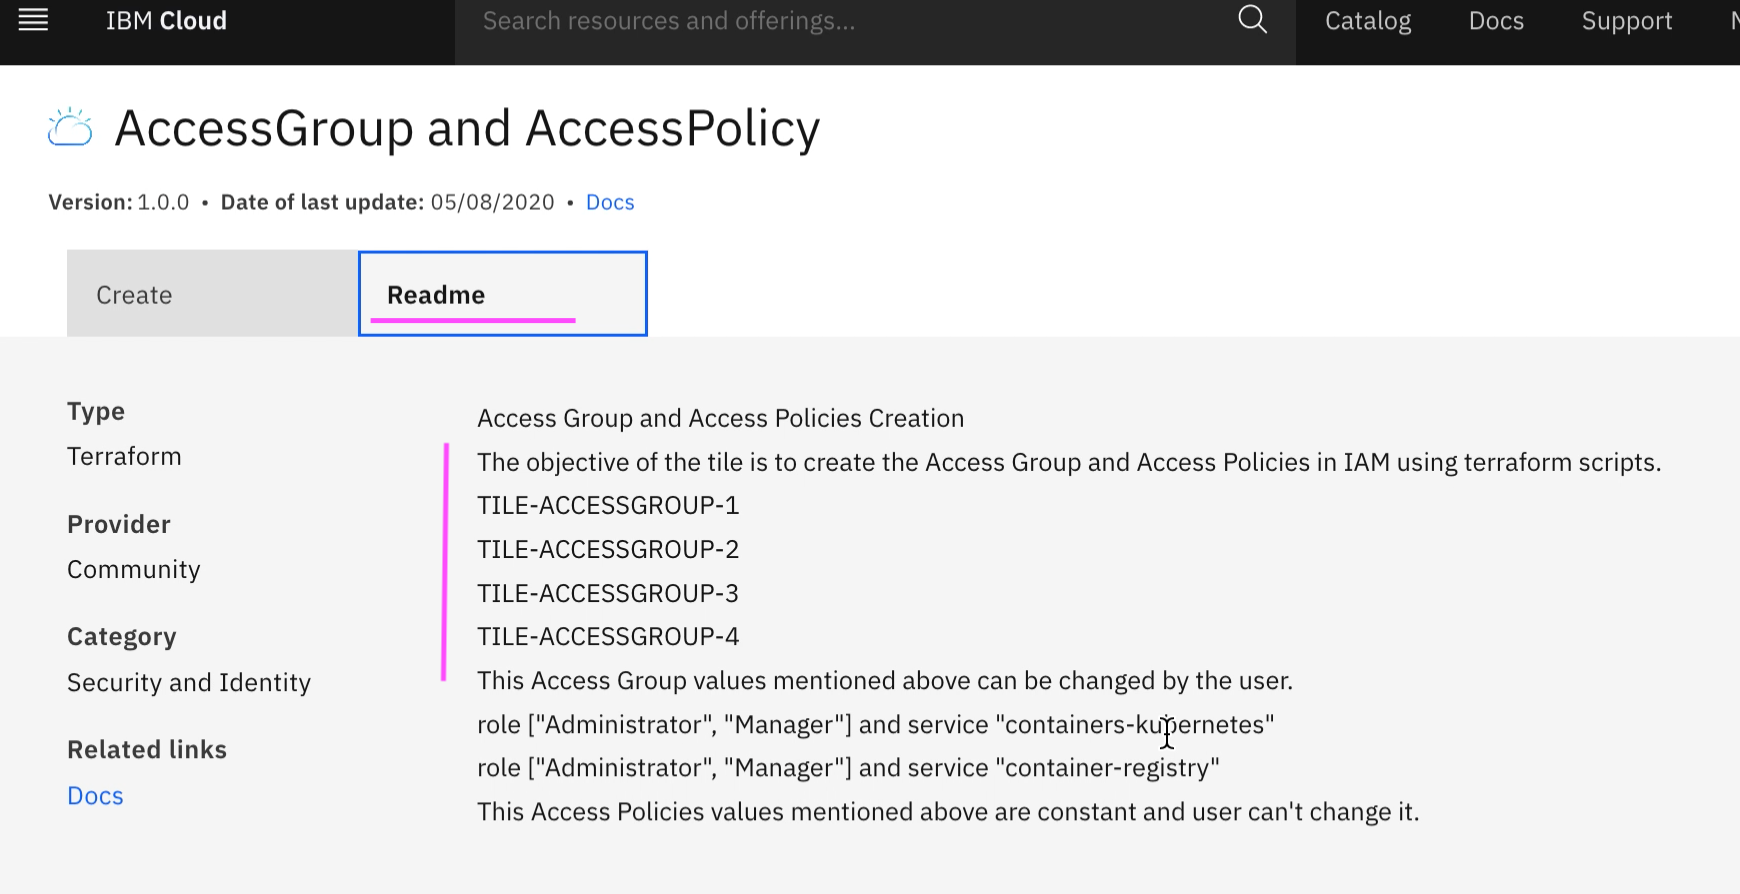 IBM Cloud
Search resources and offerings...
Catalog
Docs
Support
AccessGroup and AccessPolicy
Version: 1.0.0 • Date of last update: 05/08/2020 • Docs
Create
Readme
Type
Terraform
Provider
Community
Category
Security and Identity
Related links
Docs
Access Group and Access Policies Creation
The objective of the tile is to create the Access Group and Access Policies in IAM using terraform scripts.
TILE-ACCESSGROUP-1
TILE-ACCESSGROUP-2
TILE-ACCESSGROUP-3
TILE-ACCESSGROUP-4
This Access Group values mentioned above can be changed by the user.
role ["Administrator", "Manager"] and service "containers-kubernetes"
role ["Administrator", "Manager"] and service "container-registry"
This Access Policies values mentioned above are constant and user can't change it.